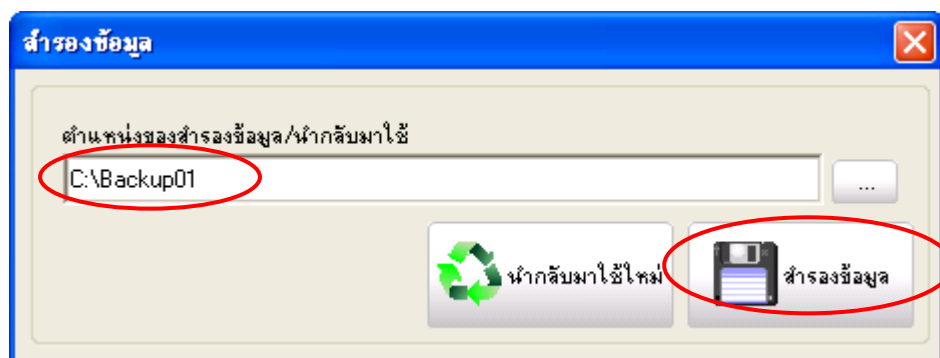 สำรองข้อมูล
ตำแหน่งของสำรองข้อมูล/นำกลับมาใช้
C:\Backup01
...
นำกลับมาใช้ใหม่
สำรองข้อมูล